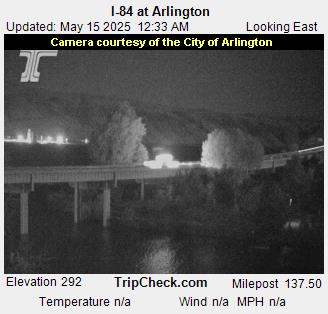 I-84 at Arlington
Updated: May 15 2025 12:33 AM Looking East
Camera courtesy of the City of Arlington
Elevation 292 TripCheck.com Milepost 137.50
Temperature n/a Wind n/a MPH n/a